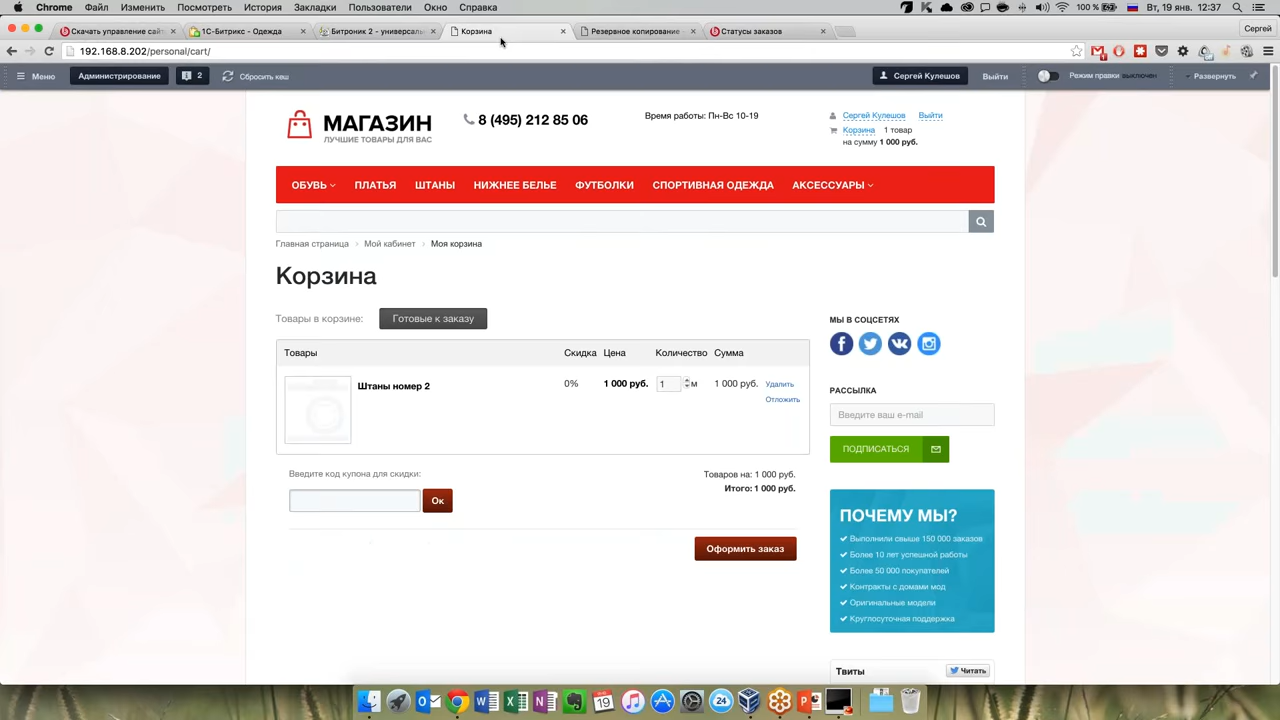 Chrome Файл Изменить Посмотреть История Закладки Пользователи Окно Справка 100 % Вт, 19 янв. 12:37
Скачать управление сайт 1С-Битрикс - Одежда Битроник 2 - универсаль Корзина Резервное копирование - Статусы заказов Сергей
192.168.8.202/personal/cart/
Меню Администрирование 2 Сбросить кеш Сергей Кулешов Выйти Режим правки выключен Развернуть
МАГАЗИН
ЛУЧШИЕ ТОВАРЫ ДЛЯ ВАС
8 (495) 212 85 06
Время работы: Пн-Вс 10-19
Сергей Кулешов Выйти
Корзина 1 товар
на сумму 1 000 руб.
ОБУВЬ ПЛАТЬЯ ШТАНЫ НИЖНЕЕ БЕЛЬЕ ФУТБОЛКИ СПОРТИВНАЯ ОДЕЖДА АКСЕССУАРЫ
Главная страница Мой кабинет Моя корзина
Корзина
Товары в корзине: Готовые к заказу
Товары Скидка Цена Количество Сумма
Штаны номер 2 0% 1 000 руб. 1 м 1 000 руб. Удалить
Отложить
Введите код купона для скидки:
Ок
Товаров на: 1 000 руб.
Итого: 1 000 руб.
Оформить заказ
МЫ В СОЦСЕТЯХ
РАССЫЛКА
Введите ваш e-mail
ПОДПИСАТЬСЯ
ПОЧЕМУ МЫ?
Выполнили свыше 150 000 заказов
Более 10 лет успешной работы
Более 50 000 покупателей
Контракты с домами мод
Оригинальные модели
Круглосуточная поддержка
Твиты Читать
19
24